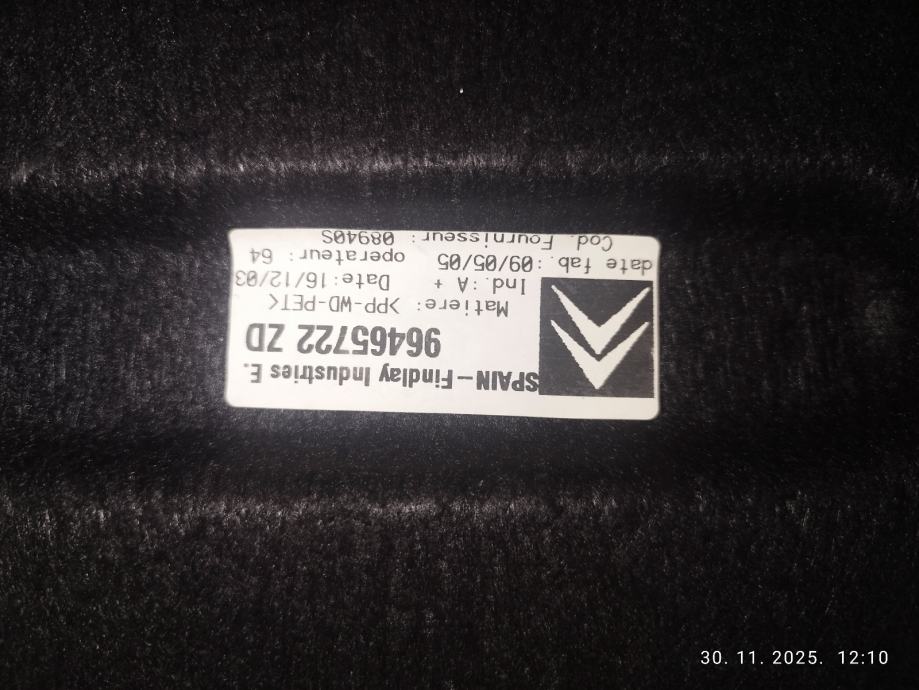 SPAIN-Findlay Industries E.
96465722 ZD
Matiere: >PP-WD-PET<
Ind.: A + Date:16/12/03
date fab.:09/05/05 operateur: 64
Cod. Fournisseur: 08940S
30. 11. 2025. 12:10